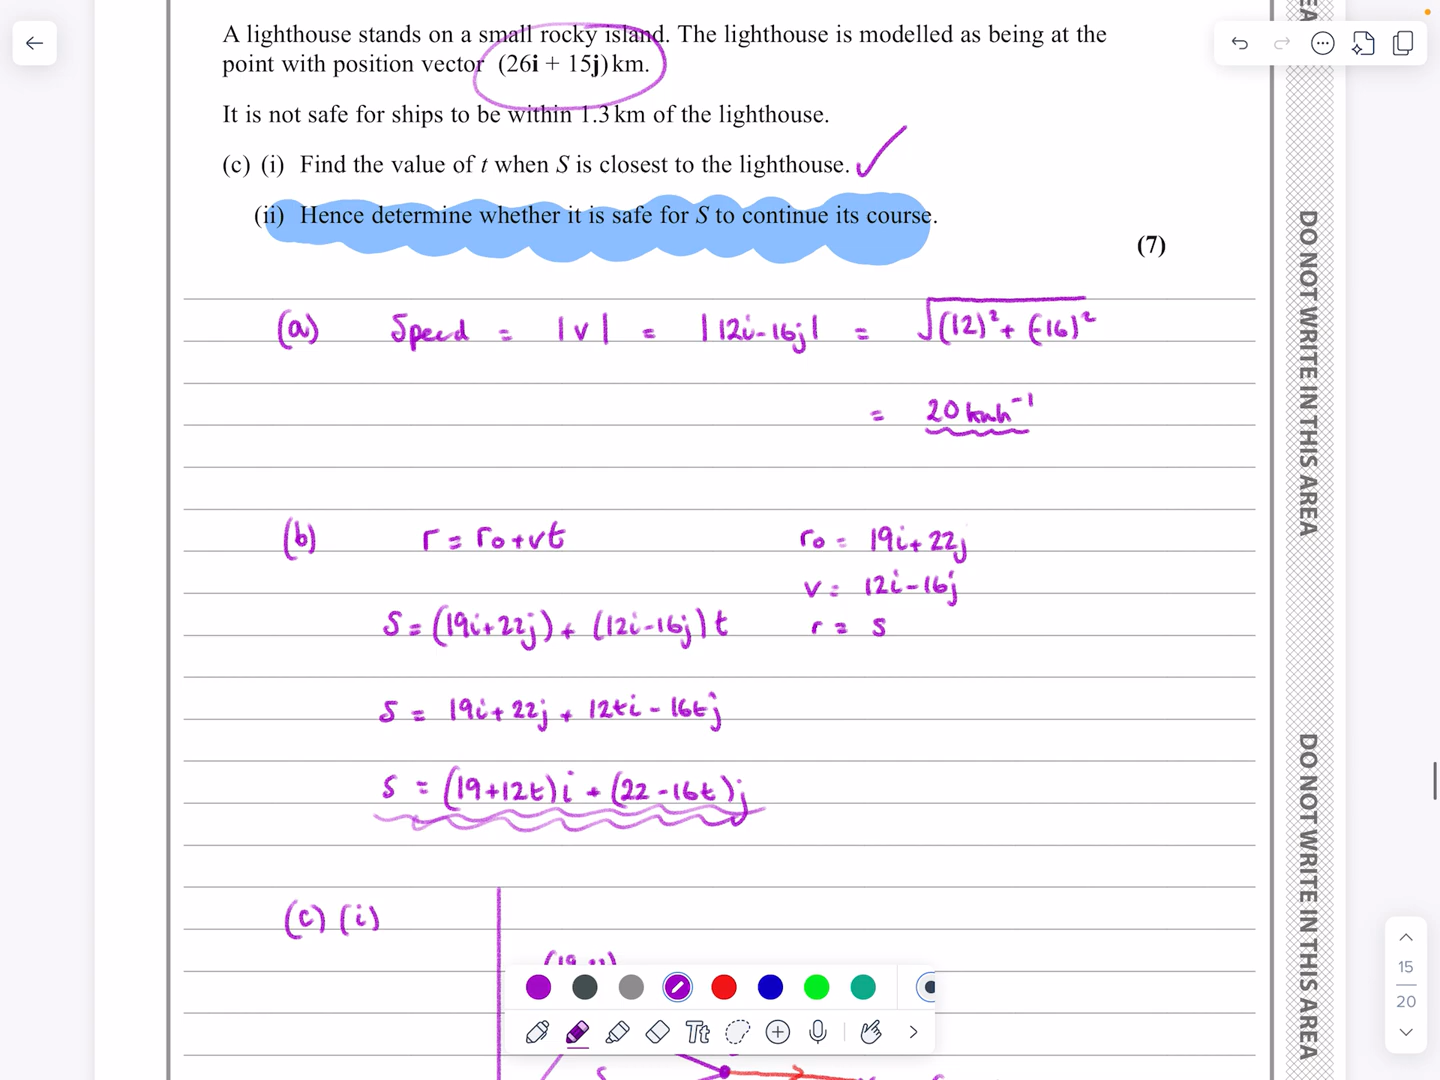 A lighthouse stands on a small rocky island. The lighthouse is modelled as being at the
point with position vector (26i + 15j) km.
It is not safe for ships to be within 1.3 km of the lighthouse.
(c) (i) Find the value of t when S is closest to the lighthouse.
(ii) Hence determine whether it is safe for S to continue its course.
(7)
(a) Speed = |v| = |12i-16j| = √(12)² + (-16)²
= 20 kmh⁻¹
(b) r = r₀+vt r₀ = 19i+22j
v = 12i-16j
S = (19i+22j) + (12i-16j)t r = s
S = 19i+22j + 12ti - 16tj
S = (19+12t)i + (22-16t)j
(c) (i)
Tt
DO NOT WRITE IN THIS AREA
DO NOT WRITE IN THIS AREA
15
20